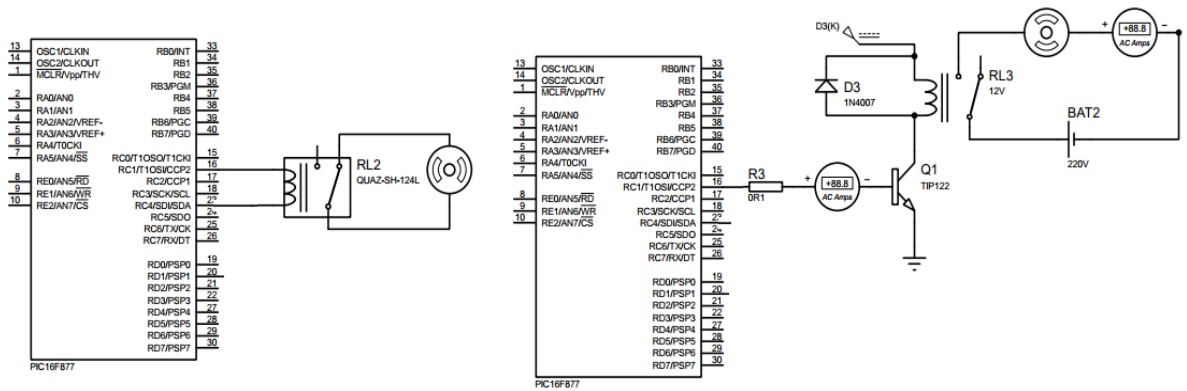 13 OSC1/CLKIN RB0/INT 33
14 OSC2/CLKOUT RB1 34
1 MCLR/Vpp/THV RB2 35
RB3/PGM 36
2 RA0/AN0 RB4 37
3 RA1/AN1 RB5 38
4 RA2/AN2/VREF- RB6/PGC 39
5 RA3/AN3/VREF+ RB7/PGD 40
6 RA4/T0CKI
7 RA5/AN4/SS RC0/T1OSO/T1CKI 15
RC1/T1OSI/CCP2 16
8 RE0/AN5/RD RC2/CCP1 17
9 RE1/AN6/WR RC3/SCK/SCL 18
10 RE2/AN7/CS RC4/SDI/SDA
RC5/SDO
RC6/TX/CK 25
RC7/RX/DT 26
RD0/PSP0 19
RD1/PSP1 20
RD2/PSP2 21
RD3/PSP3 22
RD4/PSP4 27
RD5/PSP5 28
RD6/PSP6 29
RD7/PSP7 30
PIC16F877
RL2
QUAZ-SH-124L
13 OSC1/CLKIN RB0/INT 33
14 OSC2/CLKOUT RB1 34
1 MCLR/Vpp/THV RB2 35
RB3/PGM 36
2 RA0/AN0 RB4 37
3 RA1/AN1 RB5 38
4 RA2/AN2/VREF- RB6/PGC 39
5 RA3/AN3/VREF+ RB7/PGD 40
6 RA4/T0CKI
7 RA5/AN4/SS RC0/T1OSO/T1CKI 15
RC1/T1OSI/CCP2 16
8 RE0/AN5/RD RC2/CCP1 17
9 RE1/AN6/WR RC3/SCK/SCL 18
10 RE2/AN7/CS RC4/SDI/SDA
RC5/SDO
RC6/TX/CK 25
RC7/RX/DT 26
RD0/PSP0 19
RD1/PSP1 20
RD2/PSP2 21
RD3/PSP3 22
RD4/PSP4 27
RD5/PSP5 28
RD6/PSP6 29
RD7/PSP7 30
PIC16F877
R3
0R1
+ +88.8 -
AC Amps
Q1
TIP122
D3(K)
D3
1N4007
RL3
12V
+ +88.8 -
AC Amps
BAT2
220V